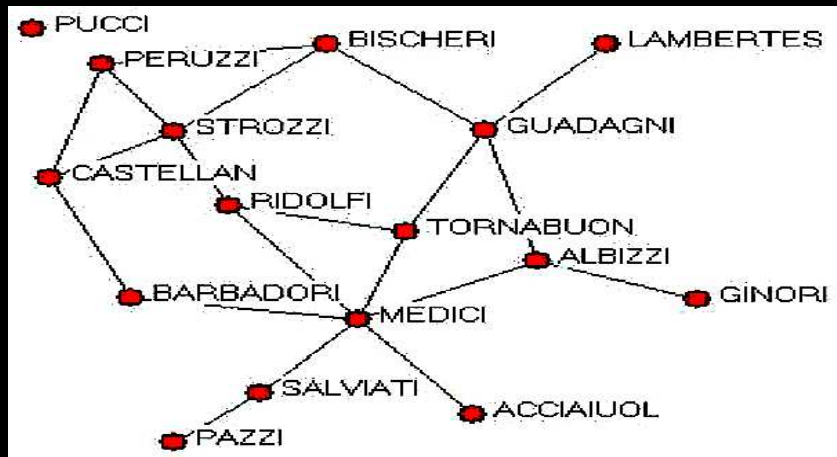 PUCCI
BISCHERI
LAMBERTES
PERUZZI
STROZZI
GUADAGNI
CASTELLAN
RIDOLFI
TORNABUON
ALBIZZI
BARBADORI
GINORI
MEDICI
SALVIATI
ACCIAIUOL
PAZZI